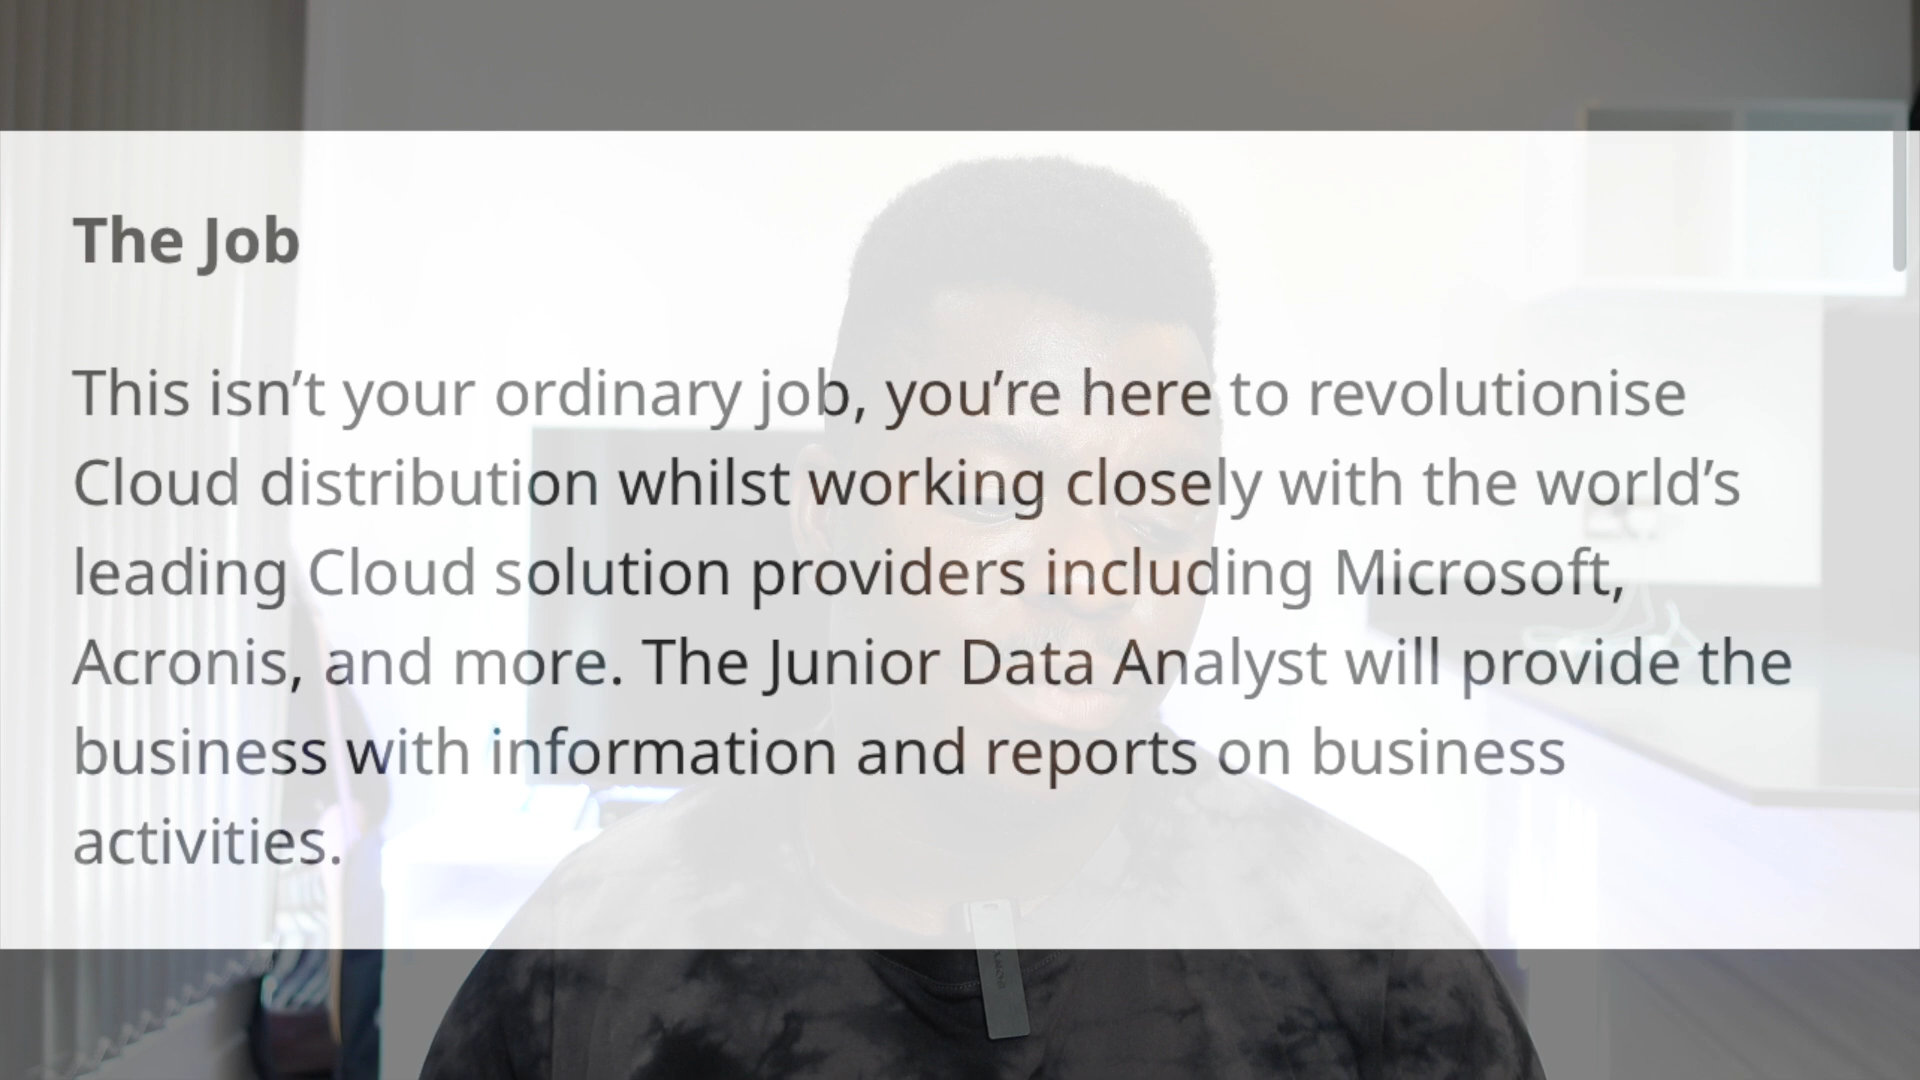 The Job
This isn’t your ordinary job, you’re here to revolutionise
Cloud distribution whilst working closely with the world’s
leading Cloud solution providers including Microsoft,
Acronis, and more. The Junior Data Analyst will provide the
business with information and reports on business
activities.